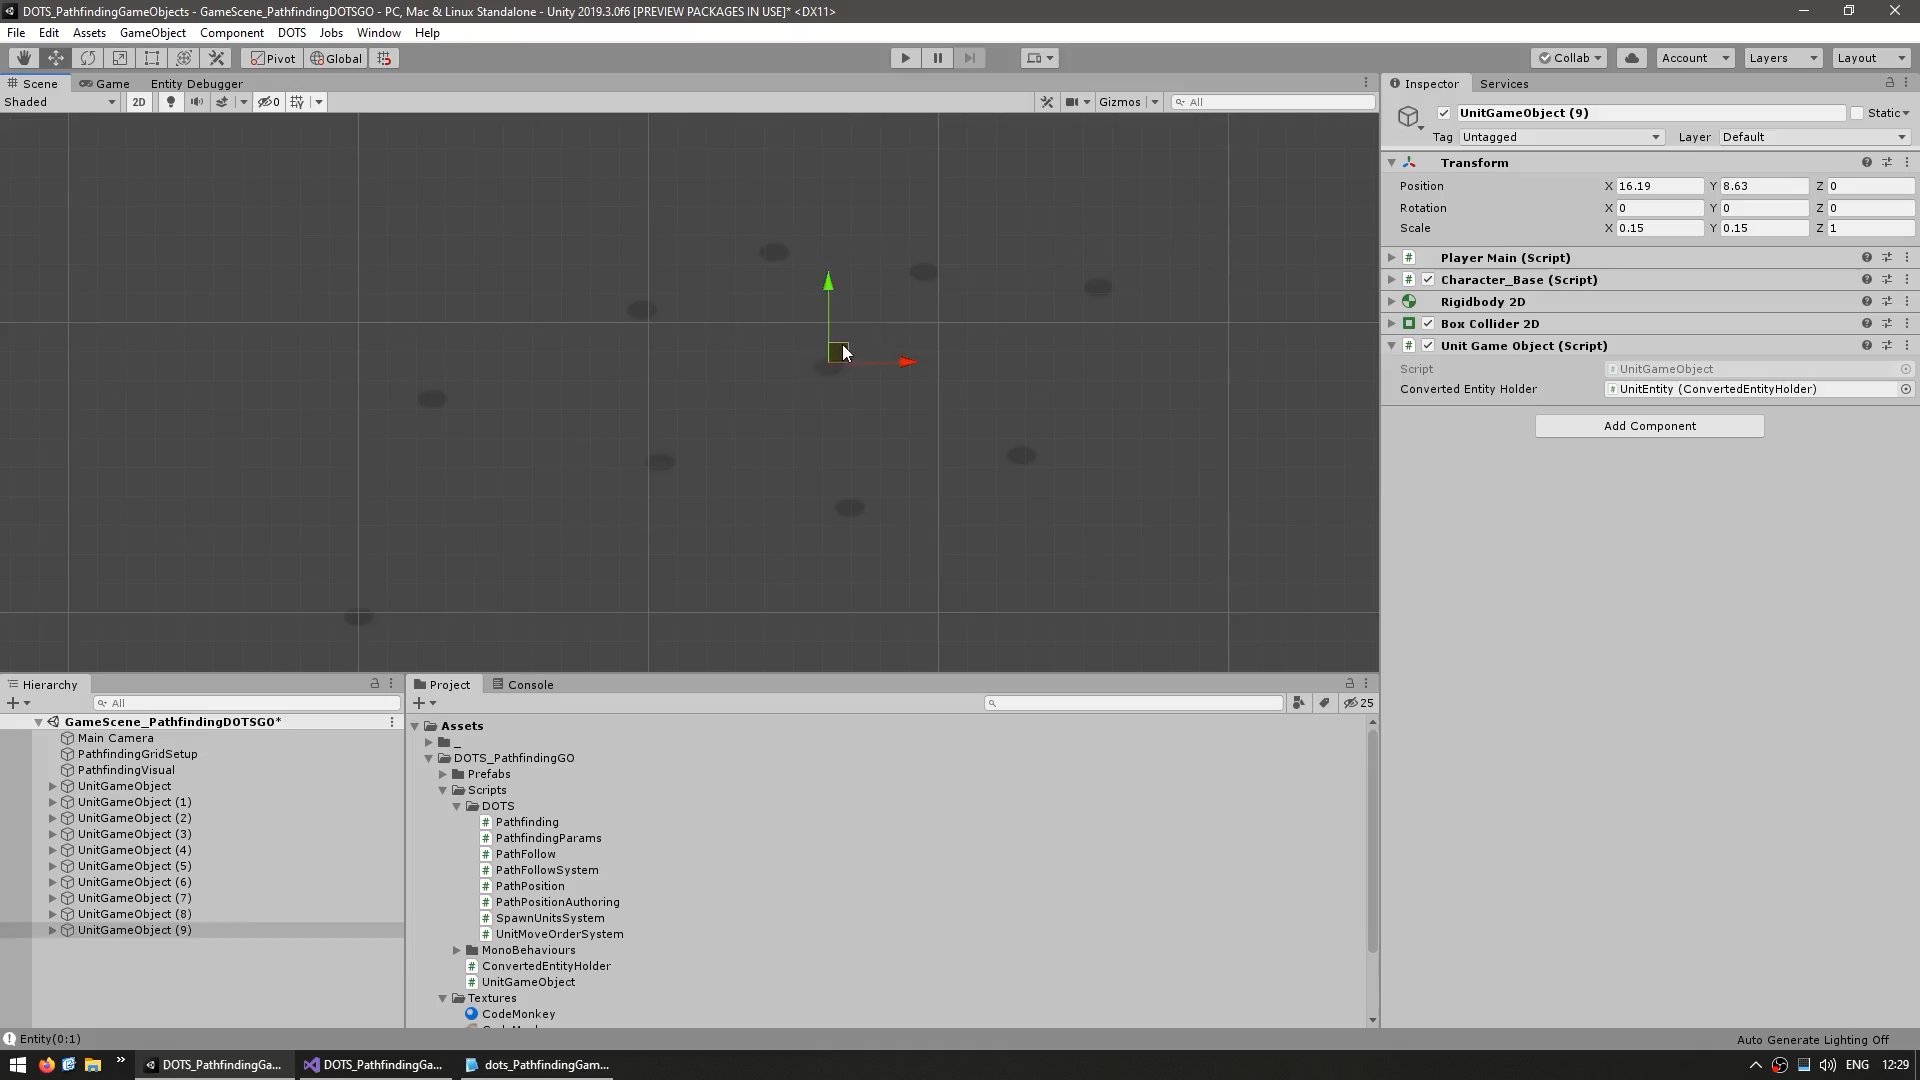 DOTS_PathfindingGameObjects - GameScene_PathfindingDOTSGO - PC, Mac & Linux Standalone - Unity 2019.3.0f6 [PREVIEW PACKAGES IN USE]* <DX11>
File Edit Assets GameObject Component DOTS Jobs Window Help
Pivot Global Collab Account Layers Layout
Scene Game Entity Debugger
Shaded 2D 0 Gizmos All
Inspector Services
UnitGameObject (9) Static
Tag Untagged Layer Default
Transform
Position X 16.19 Y 8.63 Z 0
Rotation X 0 Y 0 Z 0
Scale X 0.15 Y 0.15 Z 1
Player Main (Script)
Character_Base (Script)
Rigidbody 2D
Box Collider 2D
Unit Game Object (Script)
Script UnitGameObject
Converted Entity Holder UnitEntity (ConvertedEntityHolder)
Add Component
Hierarchy
All
GameScene_PathfindingDOTSGO*
Main Camera
PathfindingGridSetup
PathfindingVisual
UnitGameObject
UnitGameObject (1)
UnitGameObject (2)
UnitGameObject (3)
UnitGameObject (4)
UnitGameObject (5)
UnitGameObject (6)
UnitGameObject (7)
UnitGameObject (8)
UnitGameObject (9)
Project Console
25
Assets
_
DOTS_PathfindingGO
Prefabs
Scripts
DOTS
Pathfinding
PathfindingParams
PathFollow
PathFollowSystem
PathPosition
PathPositionAuthoring
SpawnUnitsSystem
UnitMoveOrderSystem
MonoBehaviours
ConvertedEntityHolder
UnitGameObject
Textures
CodeMonkey
Entity(0:1)
Auto Generate Lighting Off
DOTS_PathfindingGa... DOTS_PathfindingGa... dots_PathfindingGam... ENG 12:29